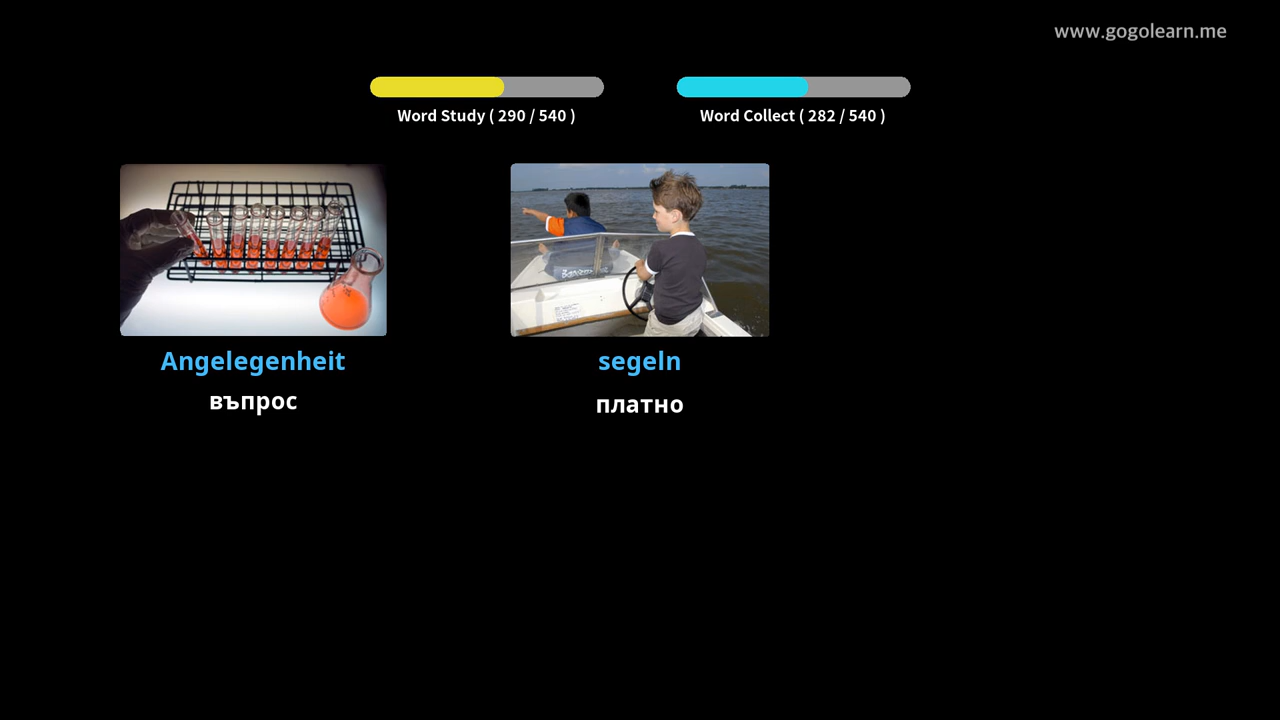 www.gogolearn.me
Word Study ( 290 / 540 )
Word Collect ( 282 / 540 )
Angelegenheit
въпрос
segeln
платно